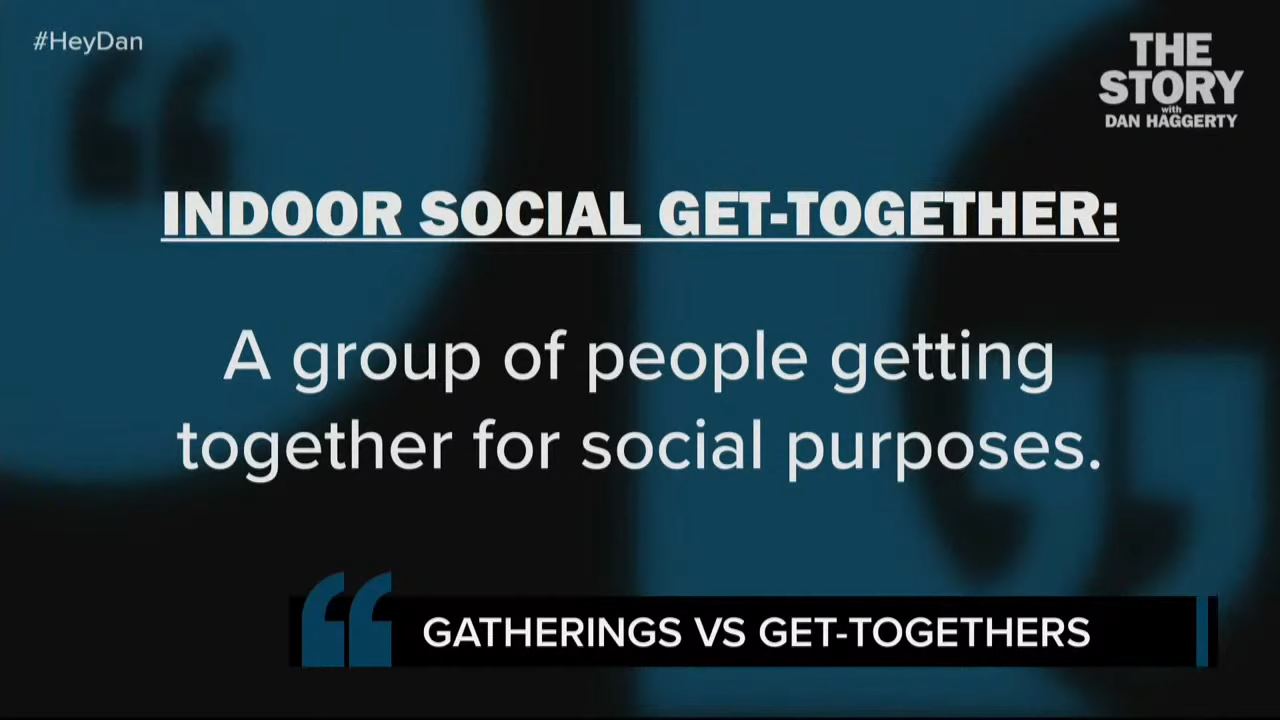 #HeyDan
THE
STORY
with
DAN HAGGERTY
INDOOR SOCIAL GET-TOGETHER:
A group of people getting
together for social purposes.
GATHERINGS VS GET-TOGETHERS